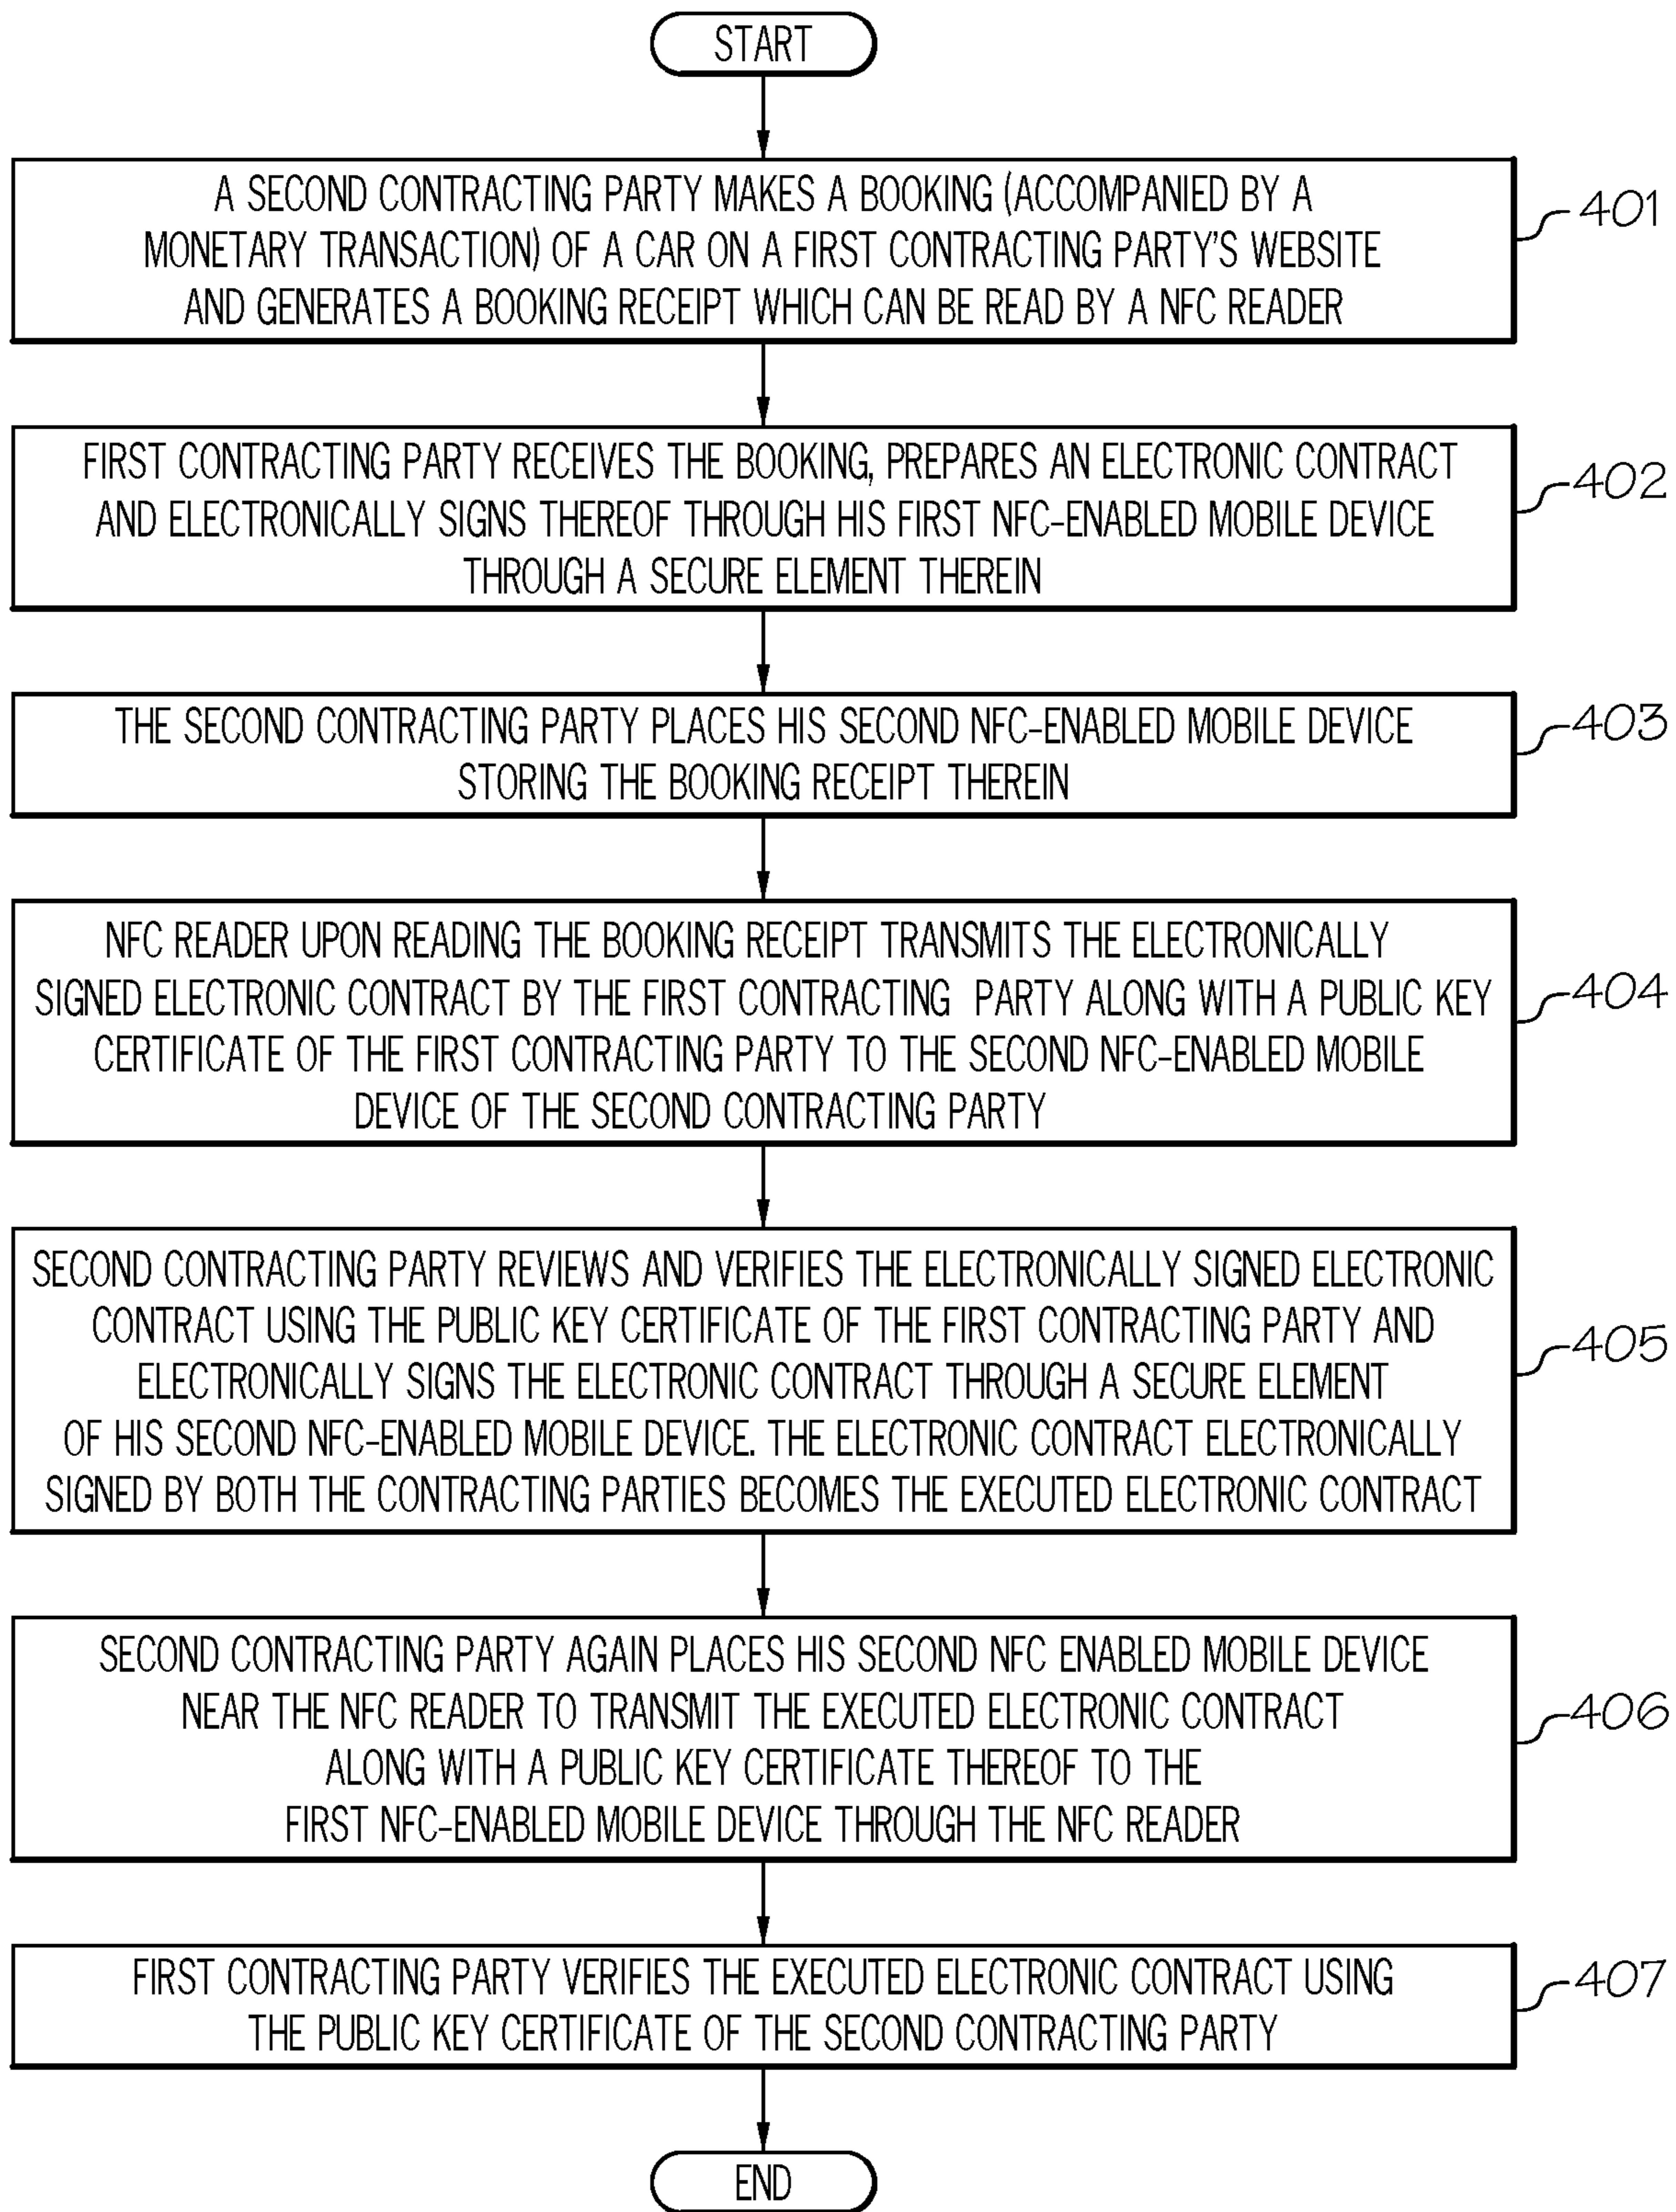 START
A SECOND CONTRACTING PARTY MAKES A BOOKING (ACCOMPANIED BY A
MONETARY TRANSACTION) OF A CAR ON A FIRST CONTRACTING PARTY'S WEBSITE
AND GENERATES A BOOKING RECEIPT WHICH CAN BE READ BY A NFC READER
401
FIRST CONTRACTING PARTY RECEIVES THE BOOKING, PREPARES AN ELECTRONIC CONTRACT
AND ELECTRONICALLY SIGNS THEREOF THROUGH HIS FIRST NFC-ENABLED MOBILE DEVICE
THROUGH A SECURE ELEMENT THEREIN
402
THE SECOND CONTRACTING PARTY PLACES HIS SECOND NFC-ENABLED MOBILE DEVICE
STORING THE BOOKING RECEIPT THEREIN
403
NFC READER UPON READING THE BOOKING RECEIPT TRANSMITS THE ELECTRONICALLY
SIGNED ELECTRONIC CONTRACT BY THE FIRST CONTRACTING PARTY ALONG WITH A PUBLIC KEY
CERTIFICATE OF THE FIRST CONTRACTING PARTY TO THE SECOND NFC-ENABLED MOBILE
DEVICE OF THE SECOND CONTRACTING PARTY
404
SECOND CONTRACTING PARTY REVIEWS AND VERIFIES THE ELECTRONICALLY SIGNED ELECTRONIC
CONTRACT USING THE PUBLIC KEY CERTIFICATE OF THE FIRST CONTRACTING PARTY AND
ELECTRONICALLY SIGNS THE ELECTRONIC CONTRACT THROUGH A SECURE ELEMENT
OF HIS SECOND NFC-ENABLED MOBILE DEVICE. THE ELECTRONIC CONTRACT ELECTRONICALLY
SIGNED BY BOTH THE CONTRACTING PARTIES BECOMES THE EXECUTED ELECTRONIC CONTRACT
405
SECOND CONTRACTING PARTY AGAIN PLACES HIS SECOND NFC ENABLED MOBILE DEVICE
NEAR THE NFC READER TO TRANSMIT THE EXECUTED ELECTRONIC CONTRACT
ALONG WITH A PUBLIC KEY CERTIFICATE THEREOF TO THE
FIRST NFC-ENABLED MOBILE DEVICE THROUGH THE NFC READER
406
FIRST CONTRACTING PARTY VERIFIES THE EXECUTED ELECTRONIC CONTRACT USING
THE PUBLIC KEY CERTIFICATE OF THE SECOND CONTRACTING PARTY
407
END